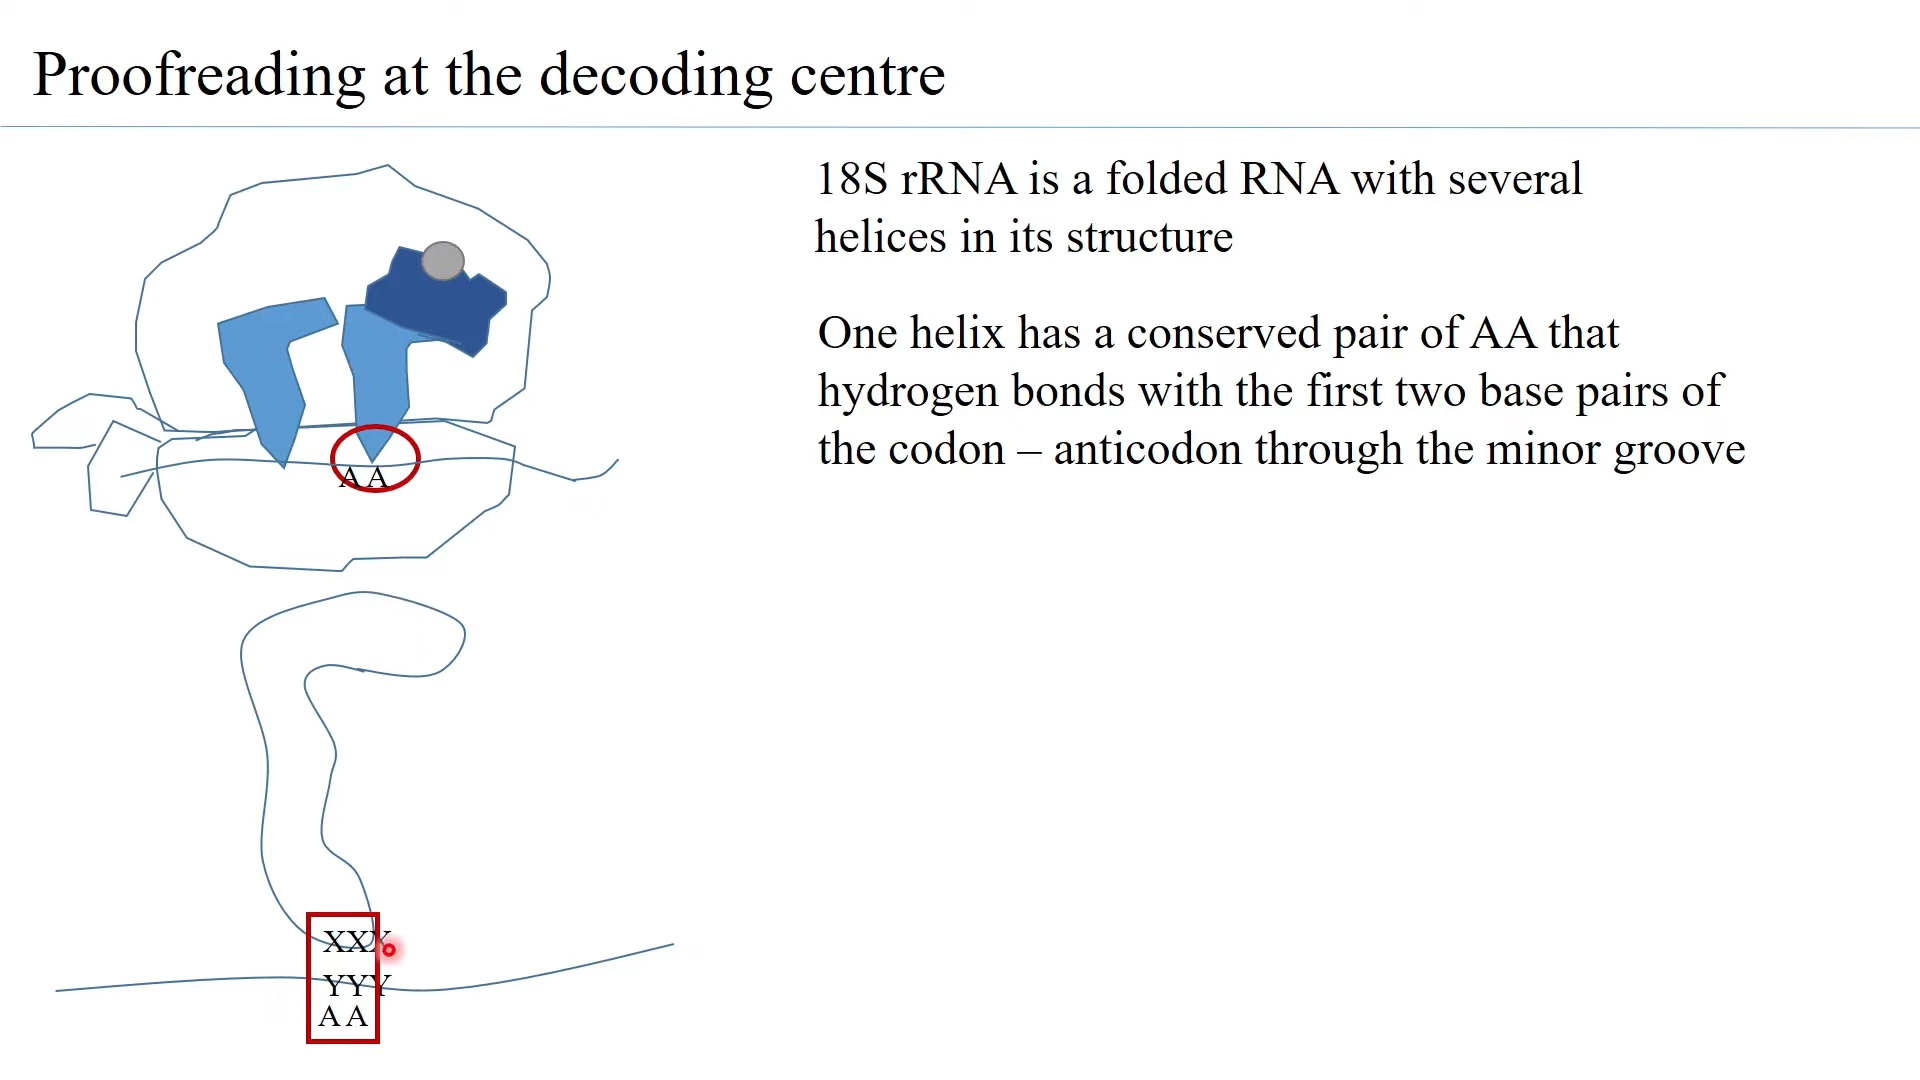 Proofreading at the decoding centre
18S rRNA is a folded RNA with several
helices in its structure
One helix has a conserved pair of AA that
hydrogen bonds with the first two base pairs of
the codon – anticodon through the minor groove
A A
XXX
YYY
A A